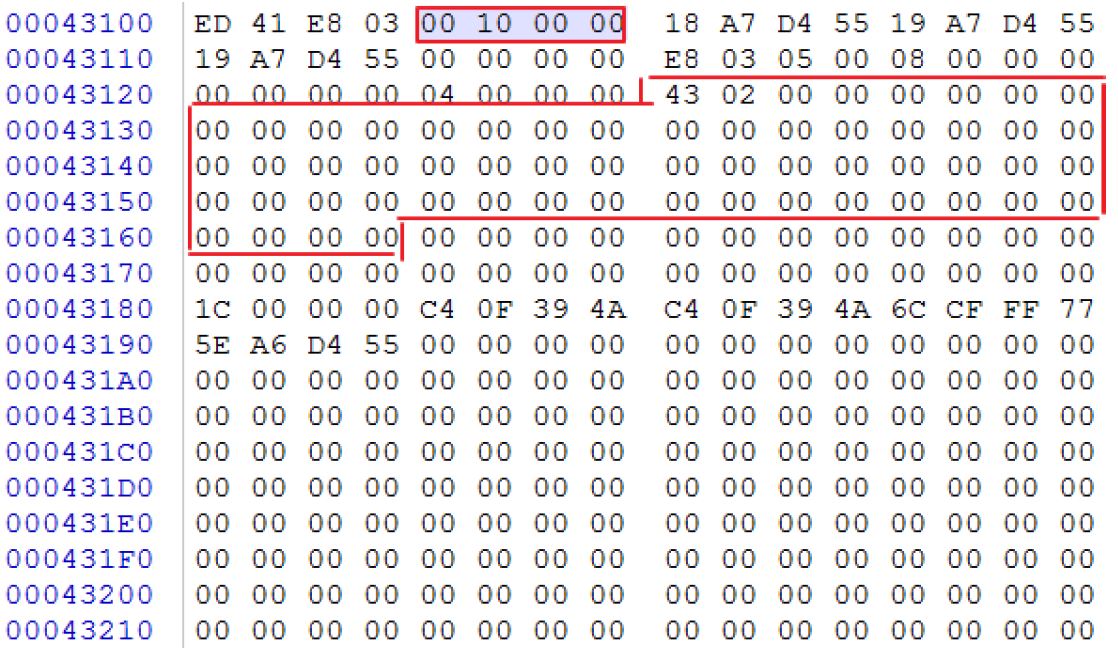 00043100 ED 41 E8 03 00 10 00 00 18 A7 D4 55 19 A7 D4 55
00043110 19 A7 D4 55 00 00 00 00 E8 03 05 00 08 00 00 00
00043120 00 00 00 00 04 00 00 00 43 02 00 00 00 00 00 00
00043130 00 00 00 00 00 00 00 00 00 00 00 00 00 00 00 00
00043140 00 00 00 00 00 00 00 00 00 00 00 00 00 00 00 00
00043150 00 00 00 00 00 00 00 00 00 00 00 00 00 00 00 00
00043160 00 00 00 00 00 00 00 00 00 00 00 00 00 00 00 00
00043170 00 00 00 00 00 00 00 00 00 00 00 00 00 00 00 00
00043180 1C 00 00 00 C4 0F 39 4A C4 0F 39 4A 6C CF FF 77
00043190 5E A6 D4 55 00 00 00 00 00 00 00 00 00 00 00 00
000431A0 00 00 00 00 00 00 00 00 00 00 00 00 00 00 00 00
000431B0 00 00 00 00 00 00 00 00 00 00 00 00 00 00 00 00
000431C0 00 00 00 00 00 00 00 00 00 00 00 00 00 00 00 00
000431D0 00 00 00 00 00 00 00 00 00 00 00 00 00 00 00 00
000431E0 00 00 00 00 00 00 00 00 00 00 00 00 00 00 00 00
000431F0 00 00 00 00 00 00 00 00 00 00 00 00 00 00 00 00
00043200 00 00 00 00 00 00 00 00 00 00 00 00 00 00 00 00
00043210 00 00 00 00 00 00 00 00 00 00 00 00 00 00 00 00